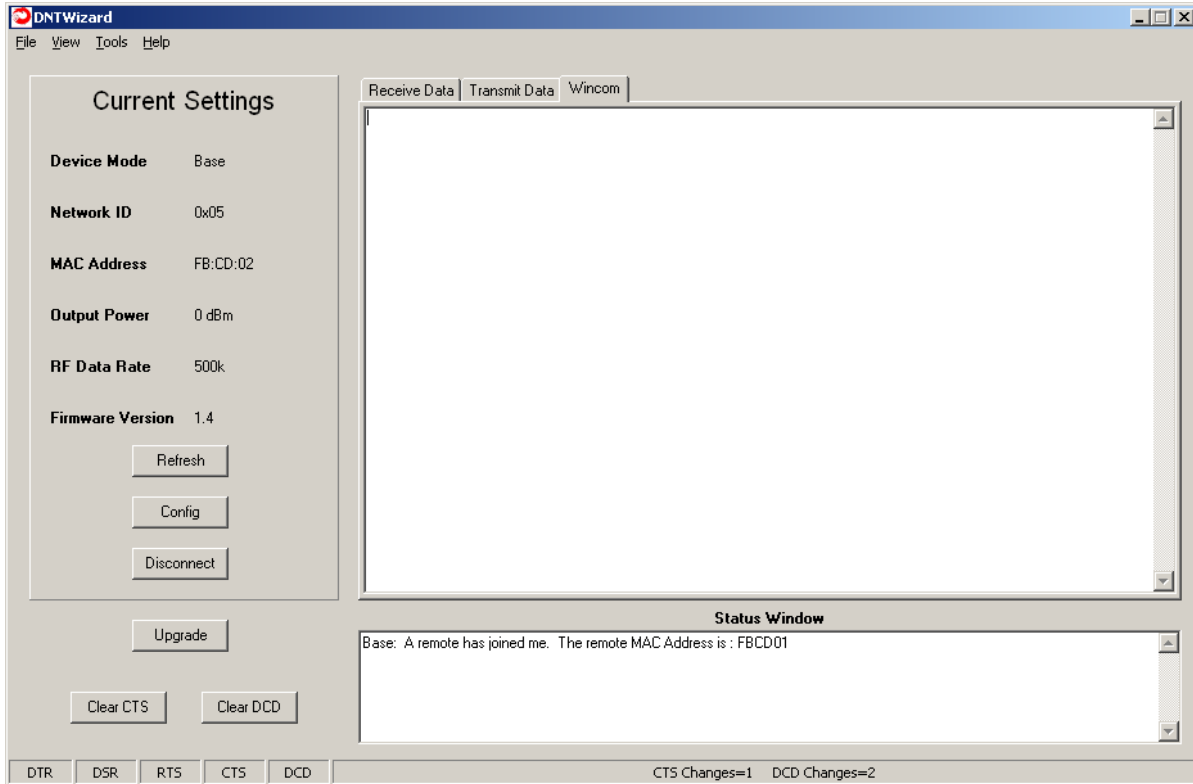 DNTWizard
File View Tools Help
Current Settings
Device Mode Base
Network ID 0x05
MAC Address FB:CD:02
Output Power 0 dBm
RF Data Rate 500k
Firmware Version 1.4
Refresh
Config
Disconnect
Upgrade
Clear CTS Clear DCD
Receive Data Transmit Data Wincom
Status Window
Base: A remote has joined me. The remote MAC Address is : FBCD01
DTR DSR RTS CTS DCD CTS Changes=1 DCD Changes=2